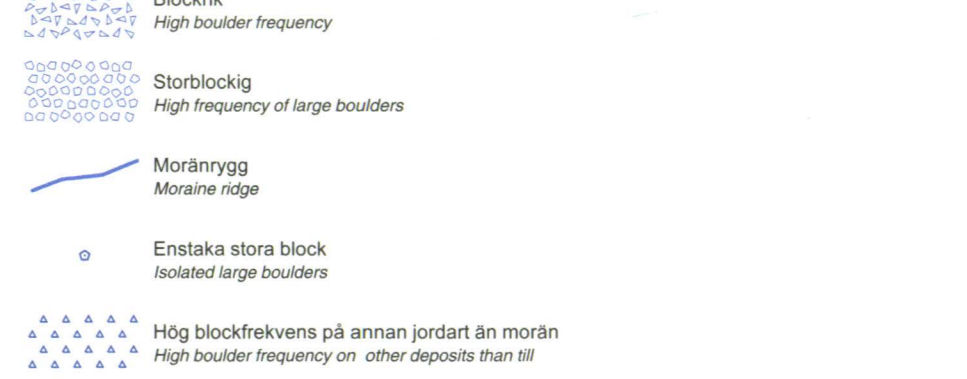 Blockrik
High boulder frequency
Storblockig
High frequency of large boulders
Moränrygg
Moraine ridge
Enstaka stora block
Isolated large boulders
Hög blockfrekvens på annan jordart än morän
High boulder frequency on other deposits than till